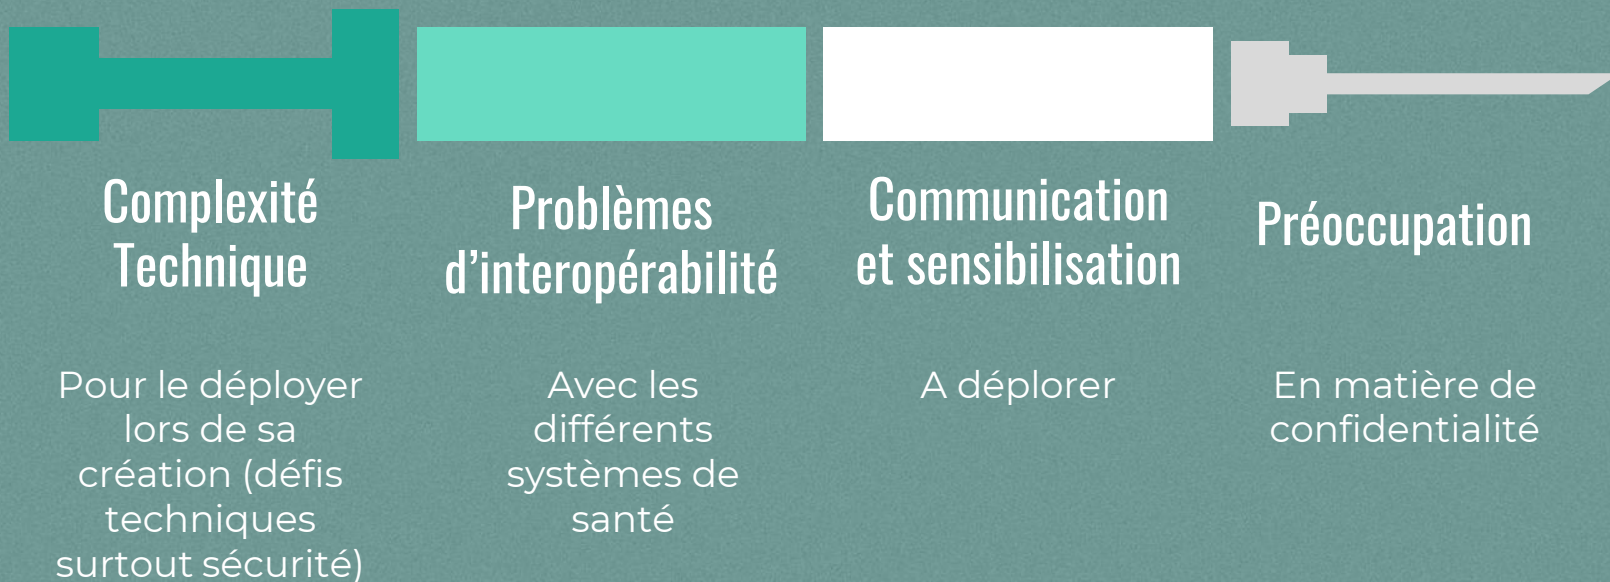 Complexité
Technique
Pour le déployer
lors de sa
création (défis
techniques
surtout sécurité)
Problèmes
d'interopérabilité
Avec les
différents
systèmes de
santé
Communication
et sensibilisation
A déplorer
Préoccupation
En matière de
confidentialité